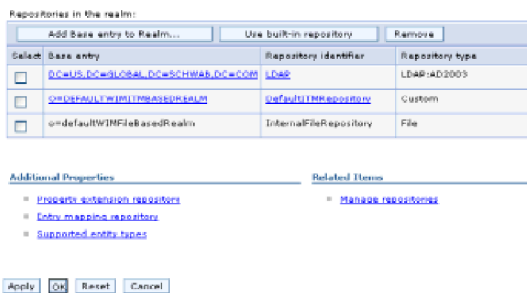 Repositories in the realm:
Add Base entry to Realm... Use built-in repository Remove
Select Base entry Repository identifier Repository type
DC=US,DC=GLOBAL,DC=SCHWAB,DC=COM LDAP LDAP:AD2003
O=DEFAULTWIMITMBASEDREALM DefaultITMRepository Custom
o=defaultWIMFileBasedRealm InternalFileRepository File
Additional Properties Related Items
Property extension repository Manage repositories
Entry mapping repository
Supported entity types
Apply OK Reset Cancel